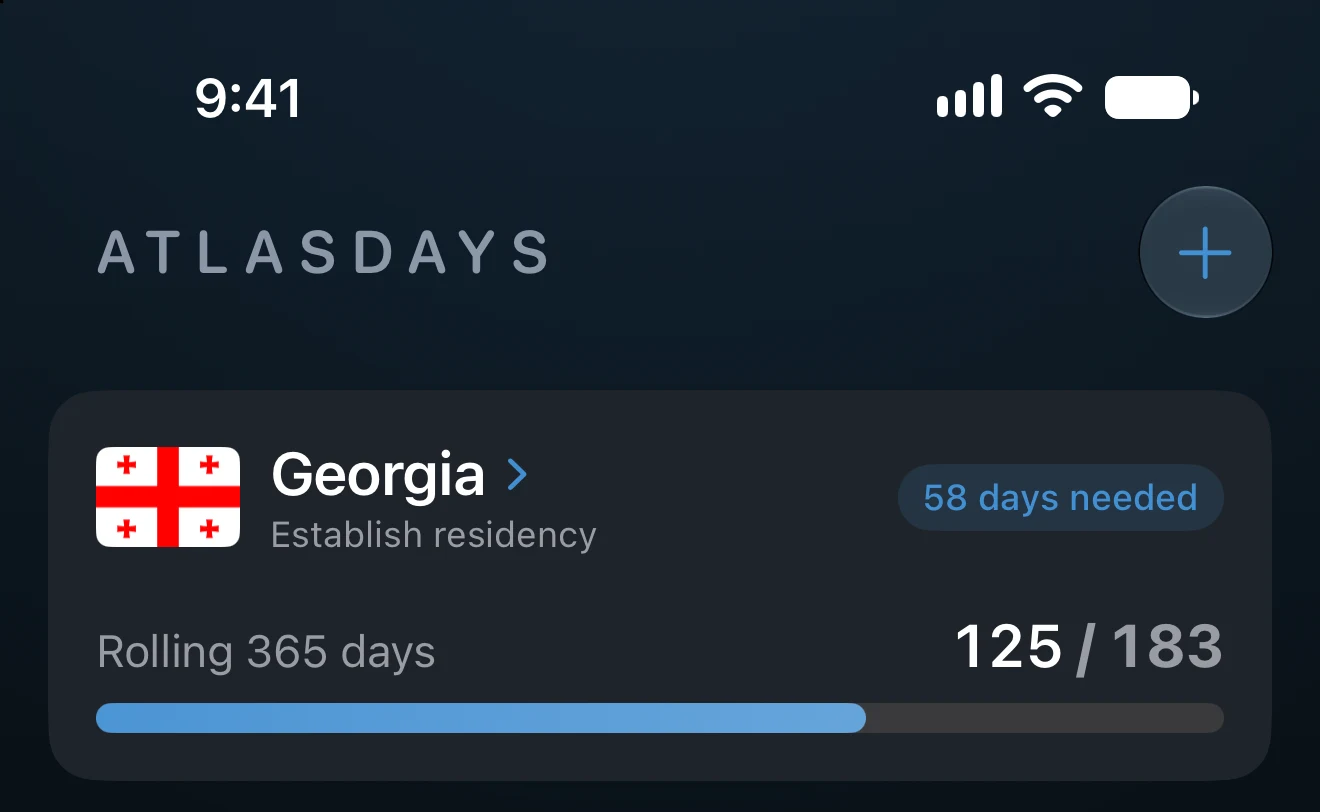 9:41
ATLASDAYS
Georgia
58 days needed
Establish residency
Rolling 365 days
125 / 183